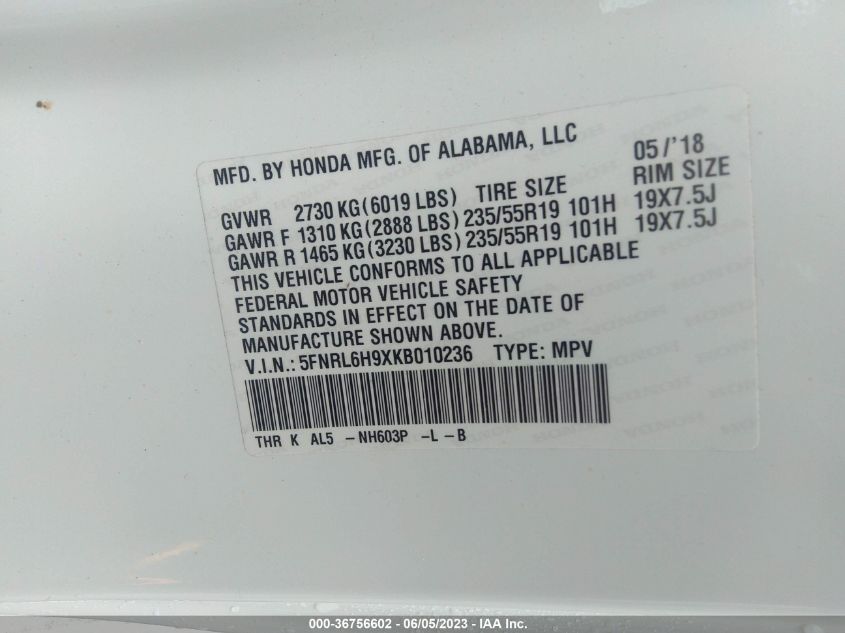 MFD. BY HONDA MFG. OF ALABAMA, LLC 05/'18
GVWR 2730 KG (6019 LBS) TIRE SIZE RIM SIZE
GAWR F 1310 KG (2888 LBS) 235/55R19 101H 19X7.5J
GAWR R 1465 KG (3230 LBS) 235/55R19 101H 19X7.5J
THIS VEHICLE CONFORMS TO ALL APPLICABLE
FEDERAL MOTOR VEHICLE SAFETY
STANDARDS IN EFFECT ON THE DATE OF
MANUFACTURE SHOWN ABOVE.
V.I.N.: 5FNRL6H9XKB010236 TYPE: MPV
THR K AL5 -NH603P -L -B
000-36756602 - 06/05/2023 - IAA Inc.